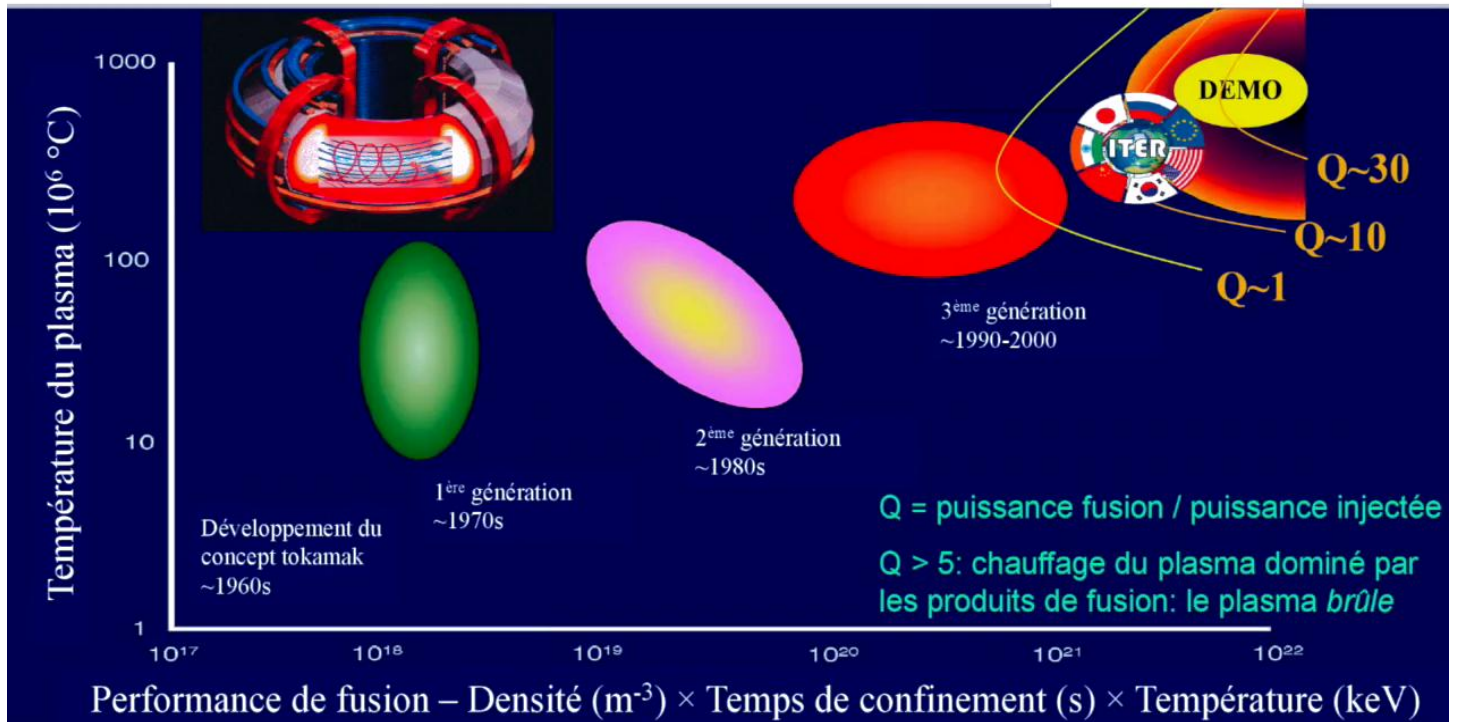 Température du plasma (10⁶ °C)
1000
100
10
1
DEMO
ITER
Q~30
Q~10
Q~1
3ème génération
~1990-2000
2ème génération
~1980s
1ère génération
~1970s
Développement du
concept tokamak
~1960s
Q = puissance fusion / puissance injectée
Q > 5: chauffage du plasma dominé par
les produits de fusion: le plasma brûle
10¹⁷
10¹⁸
10¹⁹
10²⁰
10²¹
10²²
Performance de fusion – Densité (m⁻³) × Temps de confinement (s) × Température (keV)